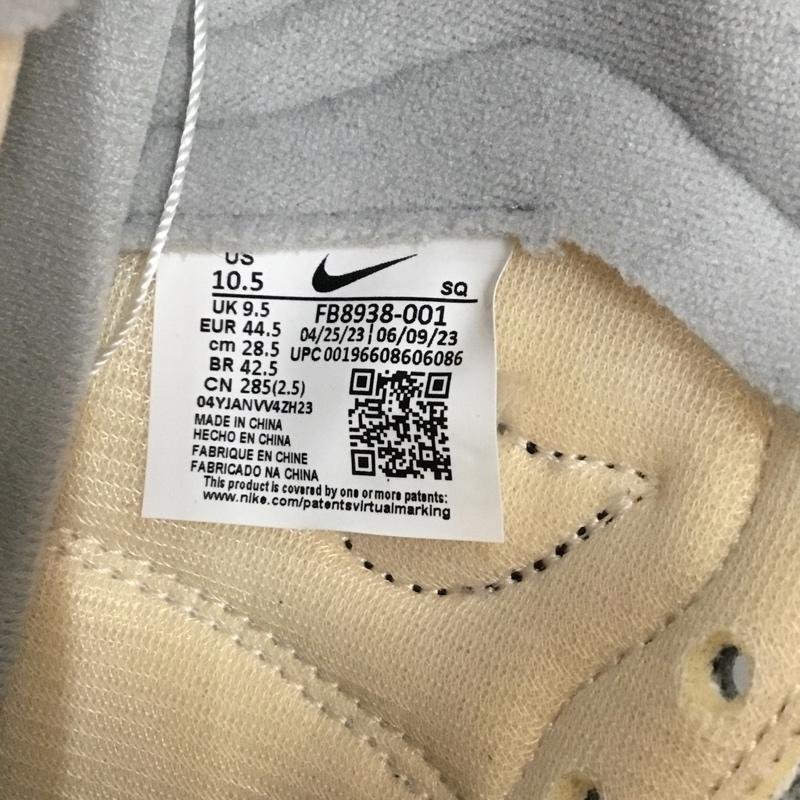 US
10.5
SQ
UK 9.5
FB8938-001
EUR 44.5
04/25/23 | 06/09/23
cm 28.5
UPC 00196608606086
BR 42.5
CN 285(2.5)
04YJANVV4ZH23
MADE IN CHINA
HECHO EN CHINA
FABRIQUE EN CHINE
FABRICADO NA CHINA
This product is covered by one or more patents:
www.nike.com/patentsvirtualmarking